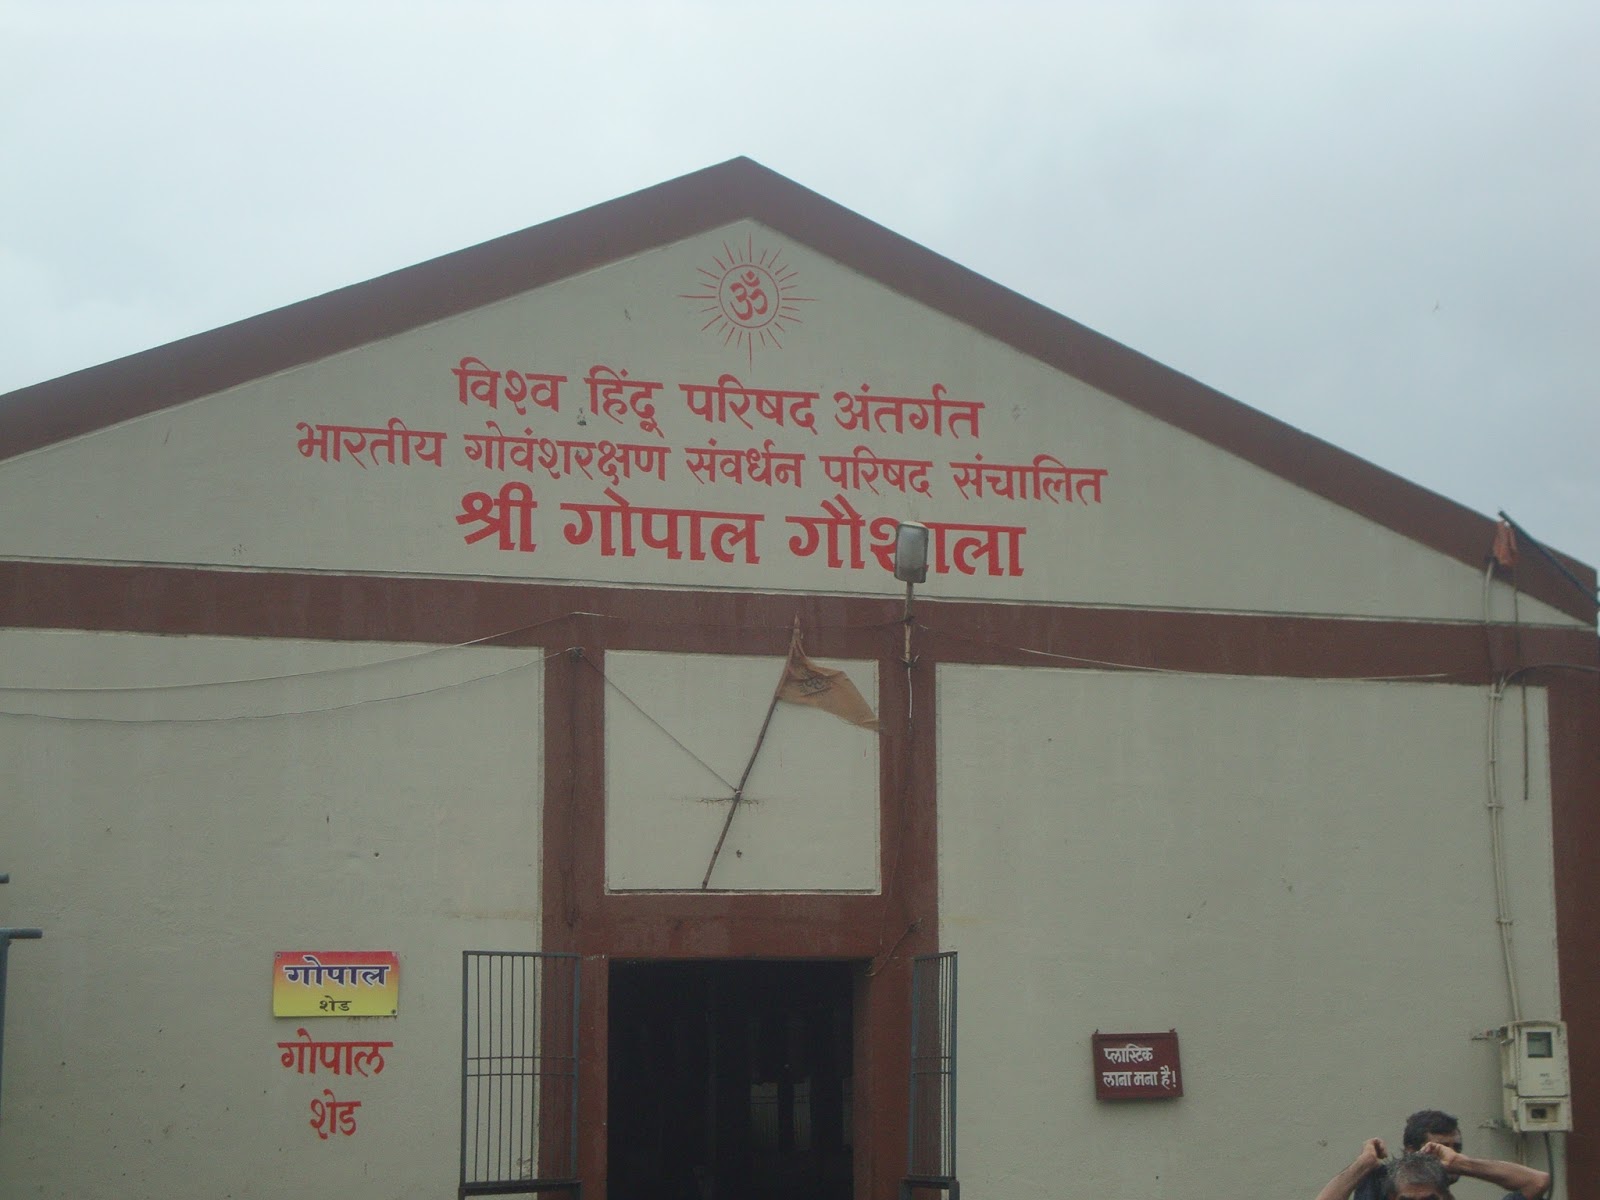 ॐ
विश्व हिंदू परिषद अंतर्गत
भारतीय गोवंशरक्षण संवर्धन परिषद संचालित
श्री गोपाल गौशाला
गोपाल
शेड
गोपाल
शेड
प्लास्टिक
लाना मना है!